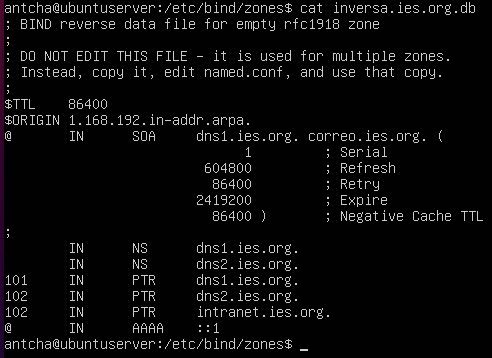 antcha@ubuntuserver:/etc/bind/zones$ cat inversa.ies.org.db
; BIND reverse data file for empty rfc1918 zone
;
; DO NOT EDIT THIS FILE - it is used for multiple zones.
; Instead, copy it, edit named.conf, and use that copy.
;
$TTL    86400
$ORIGIN 1.168.192.in-addr.arpa.
@       IN      SOA     dns1.ies.org. correo.ies.org. (
                              1         ; Serial
                         604800         ; Refresh
                          86400         ; Retry
                        2419200         ; Expire
                          86400 )       ; Negative Cache TTL
;
        IN      NS      dns1.ies.org.
        IN      NS      dns2.ies.org.
101     IN      PTR     dns1.ies.org.
102     IN      PTR     dns2.ies.org.
102     IN      PTR     intranet.ies.org.
@       IN      AAAA    ::1
antcha@ubuntuserver:/etc/bind/zones$ _